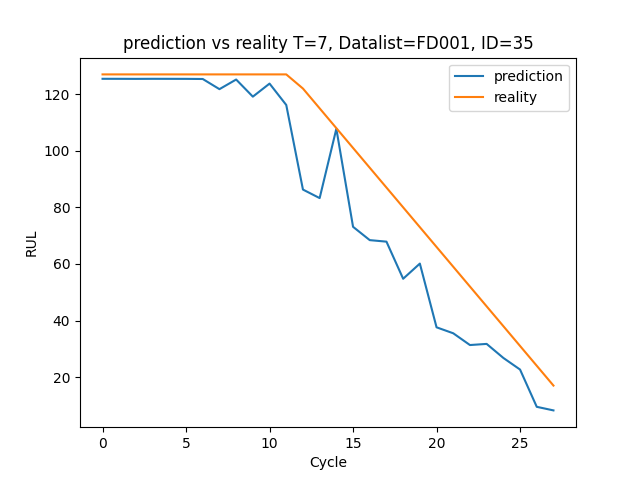 prediction vs reality T=7, Datalist=FD001, ID=35
prediction
reality
RUL
120
100
80
60
40
20
0 5 10 15 20 25
Cycle